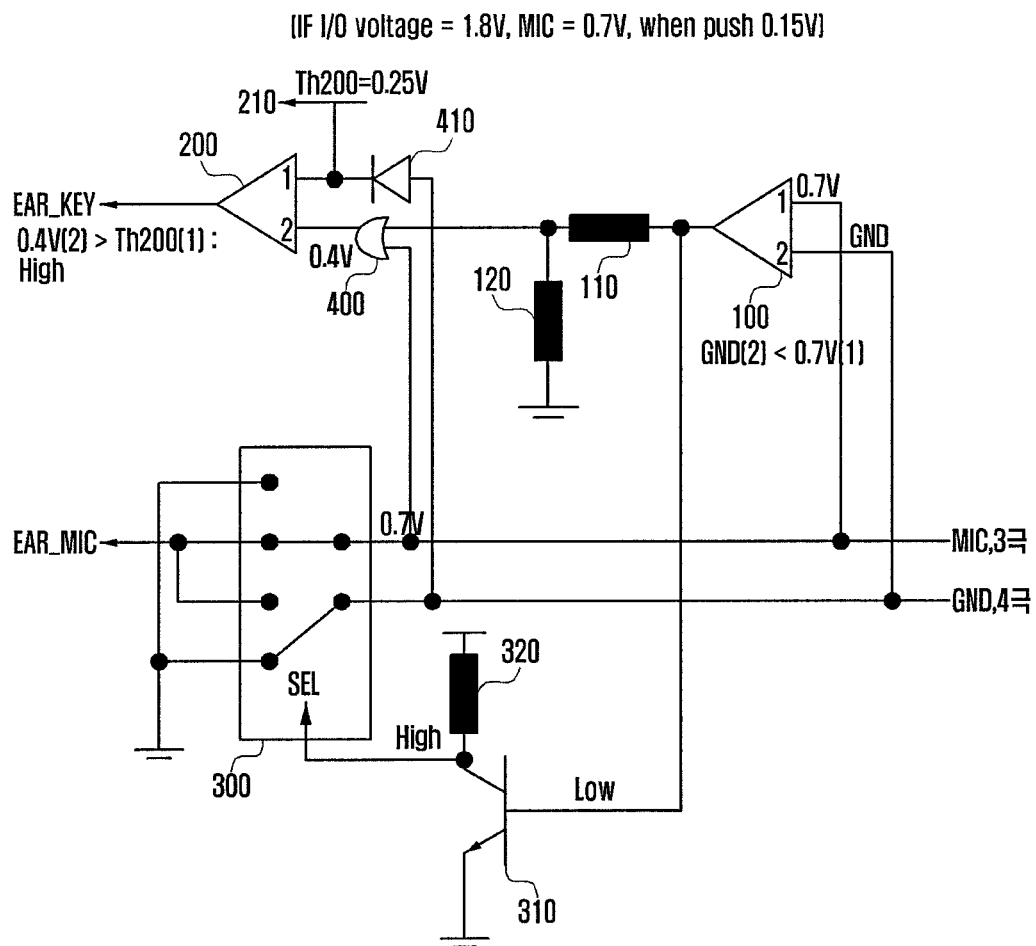 (IF I/O voltage = 1.8V, MIC = 0.7V, when push 0.15V)
Th200=0.25V
210
410
200
1
2
EAR_KEY
0.4V(2) > Th200(1) :
High
0.4V
400
120
110
0.7V
1
2
GND
100
GND(2) < 0.7V(1)
0.7V
EAR_MIC
MIC,3극
GND,4극
SEL
320
High
300
Low
310